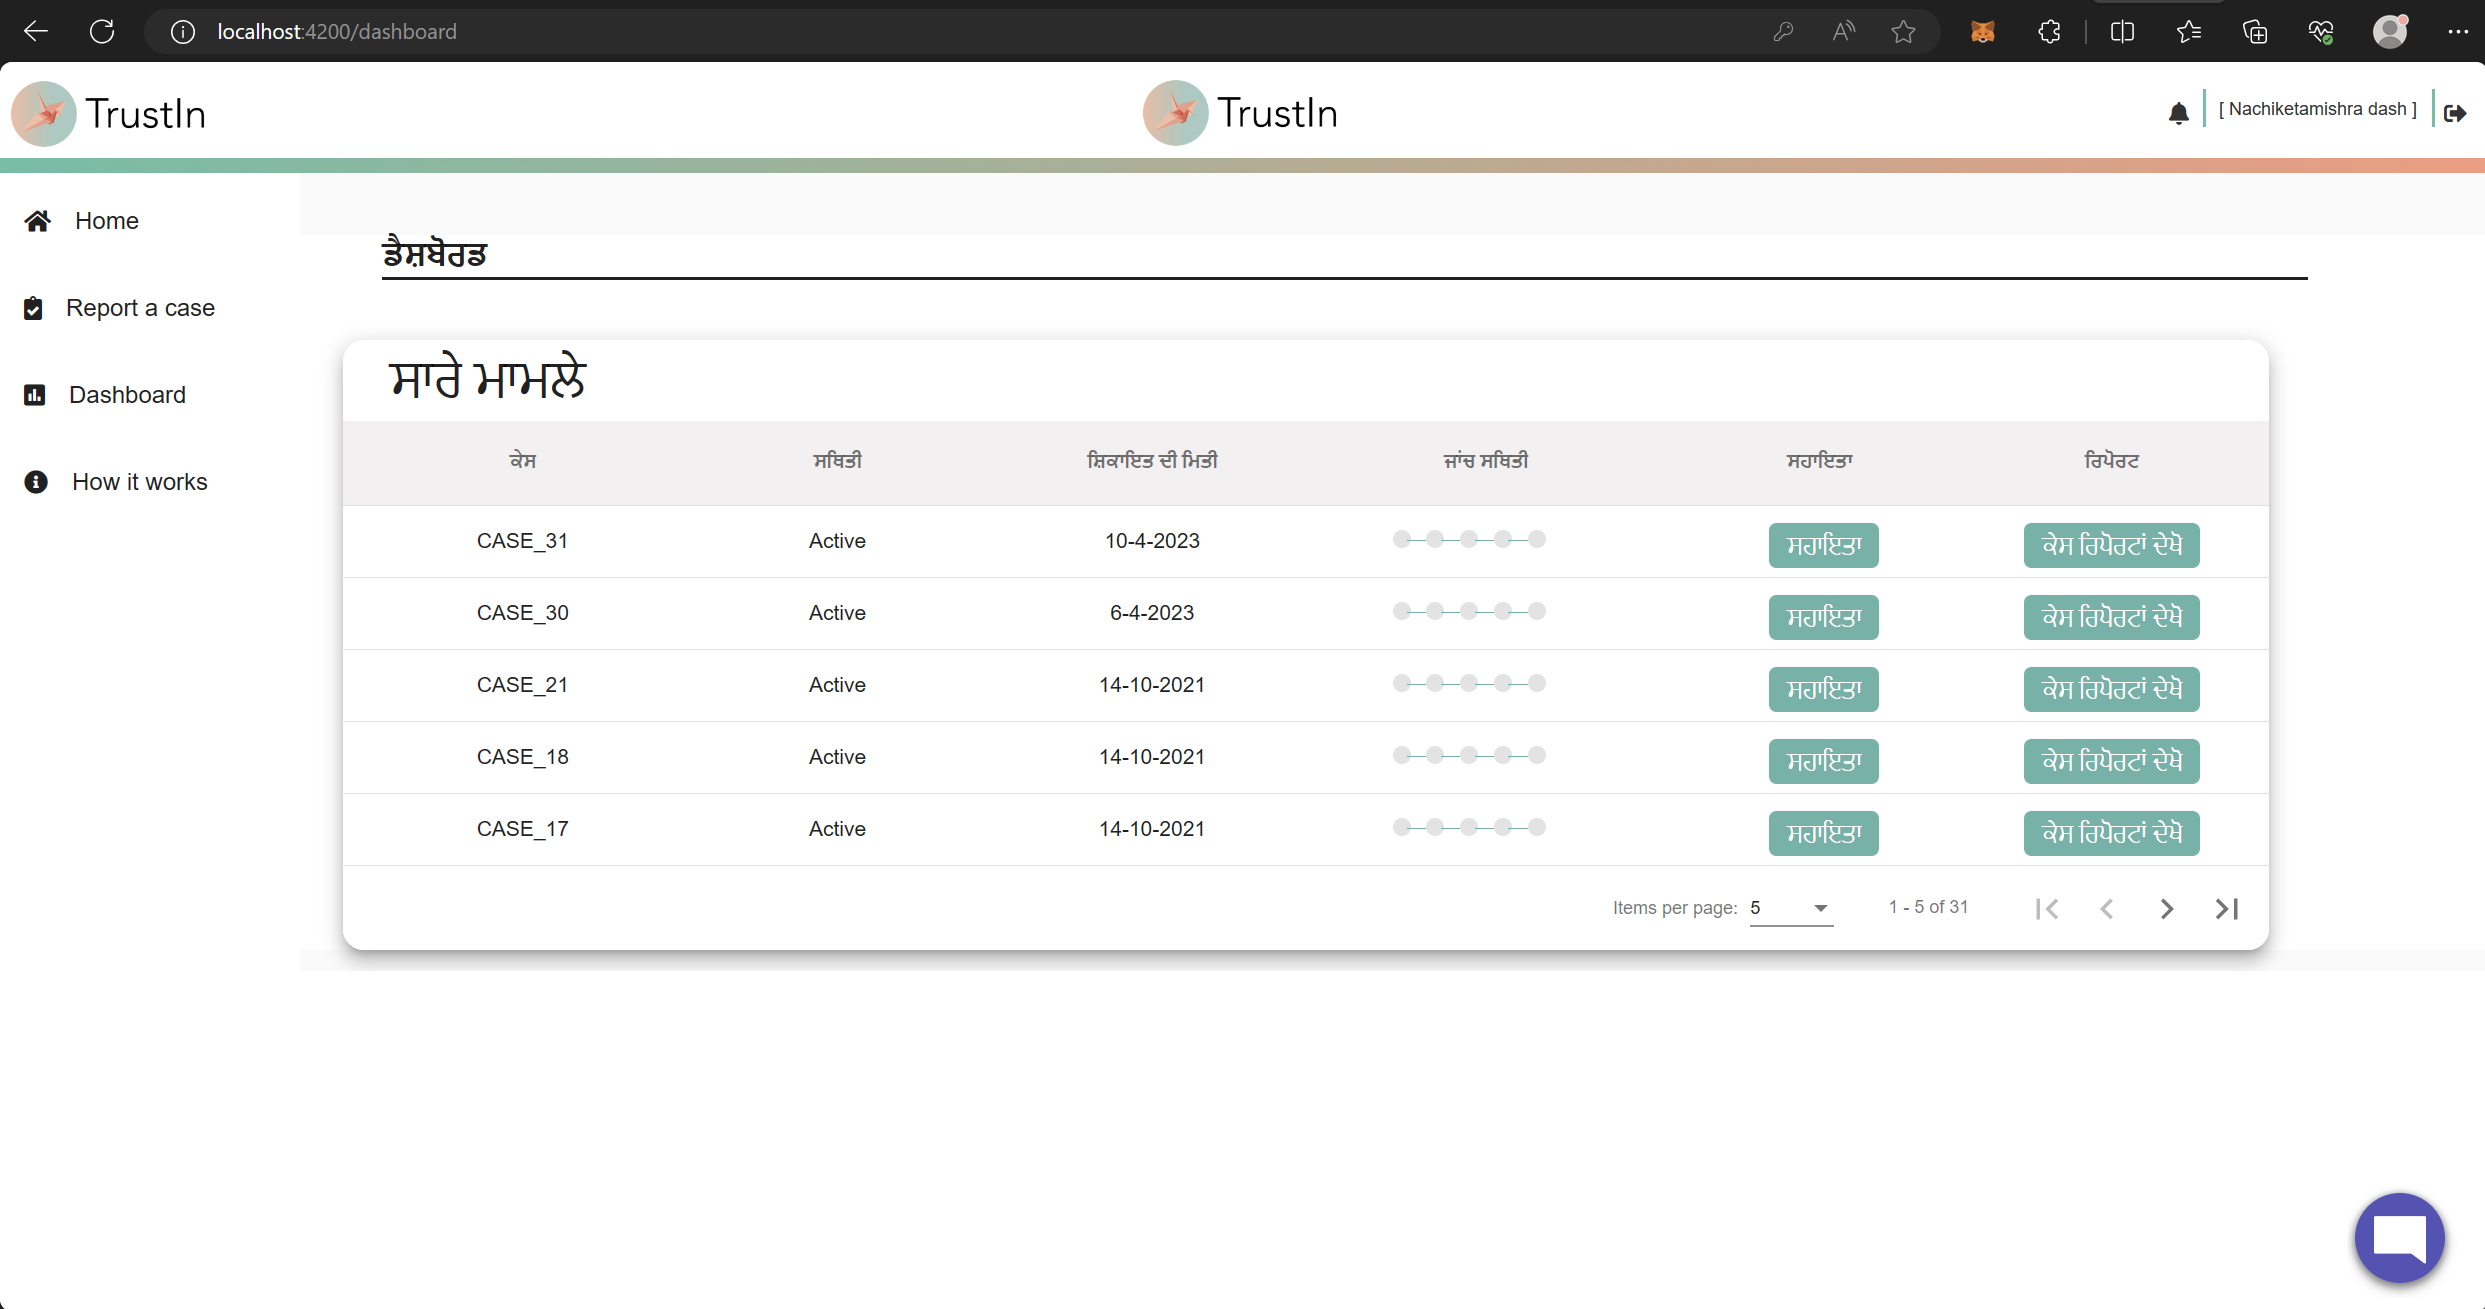 localhost:4200/dashboard
TrustIn
TrustIn
[ Nachiketamishra dash ]
Home
Report a case
Dashboard
How it works
ਡੈਸ਼ਬੋਰਡ
ਸਾਰੇ ਮਾਮਲੇ
ਕੇਸ ਸਥਿਤੀ ਸ਼ਿਕਾਇਤ ਦੀ ਮਿਤੀ ਜਾਂਚ ਸਥਿਤੀ ਸਹਾਇਤਾ ਰਿਪੋਰਟ
CASE_31 Active 10-4-2023 ਸਹਾਇਤਾ ਕੇਸ ਰਿਪੋਰਟਾਂ ਦੇਖੋ
CASE_30 Active 6-4-2023 ਸਹਾਇਤਾ ਕੇਸ ਰਿਪੋਰਟਾਂ ਦੇਖੋ
CASE_21 Active 14-10-2021 ਸਹਾਇਤਾ ਕੇਸ ਰਿਪੋਰਟਾਂ ਦੇਖੋ
CASE_18 Active 14-10-2021 ਸਹਾਇਤਾ ਕੇਸ ਰਿਪੋਰਟਾਂ ਦੇਖੋ
CASE_17 Active 14-10-2021 ਸਹਾਇਤਾ ਕੇਸ ਰਿਪੋਰਟਾਂ ਦੇਖੋ
Items per page: 5 1 - 5 of 31